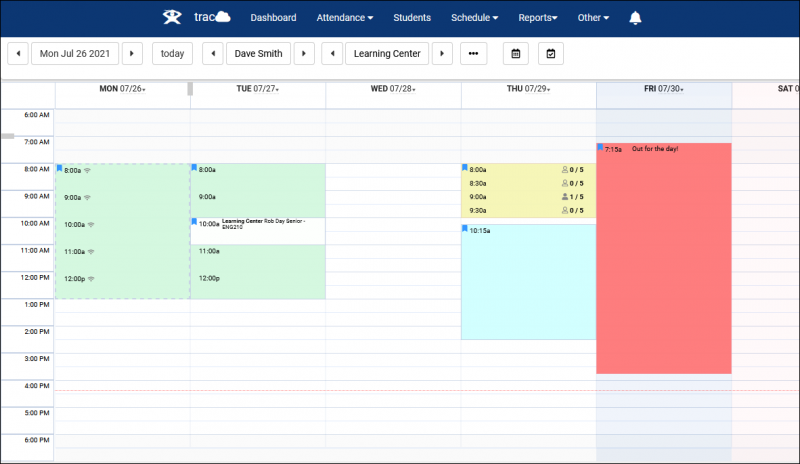 trac Dashboard Attendance Students Schedule Reports Other
Mon Jul 26 2021 today Dave Smith Learning Center •••
MON 07/26 TUE 07/27 WED 07/28 THU 07/29 FRI 07/30 SAT 0
6:00 AM
7:00 AM
7:15a Out for the day!
8:00 AM 8:00a 8:00a 8:00a 0 / 5
8:30a 0 / 5
9:00 AM 9:00a 9:00a 9:00a 1 / 5
9:30a 0 / 5
10:00 AM 10:00a 10:00a Learning Center Rob Day Senior -
ENG210
10:15a
11:00 AM 11:00a 11:00a
12:00 PM 12:00p 12:00p
1:00 PM
2:00 PM
3:00 PM
4:00 PM
5:00 PM
6:00 PM